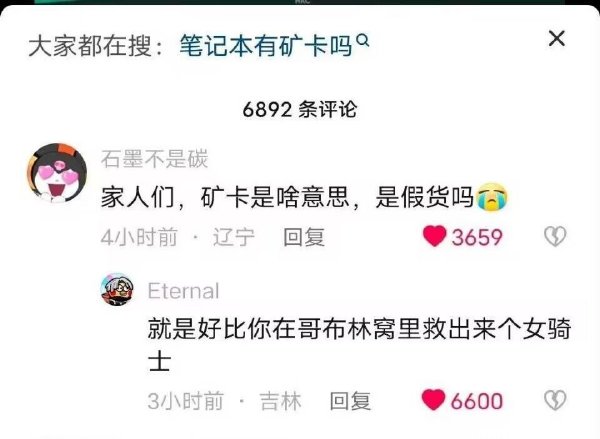 大家都在搜：笔记本有矿卡吗
6892 条评论
石墨不是碳
家人们，矿卡是啥意思，是假货吗😭
4小时前 · 辽宁 回复 3659
Eternal
就是好比你在哥布林窝里救出来个女骑
士
3小时前 · 吉林 回复 6600